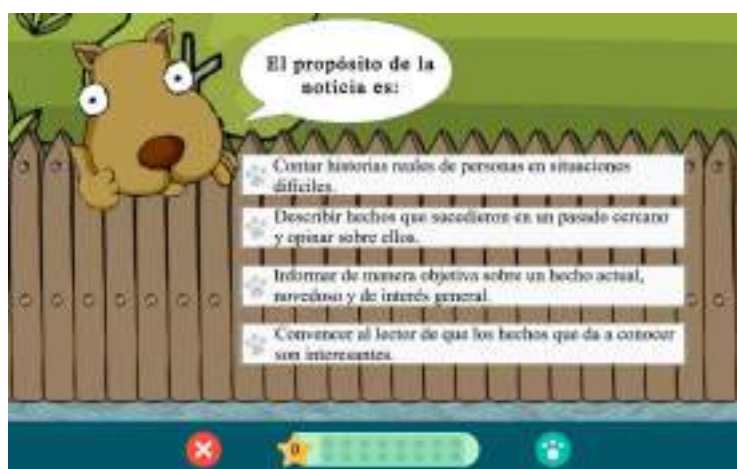 El propósito de la
noticia es:
Contar historias reales de personas en situaciones
difíciles.
Describir hechos que sucedieron en un pasado cercano
y opinar sobre ellos.
Informar de manera objetiva sobre un hecho actual,
novedoso y de interés general.
Convencer al lector de que los hechos que da a conocer
son interesantes.
0